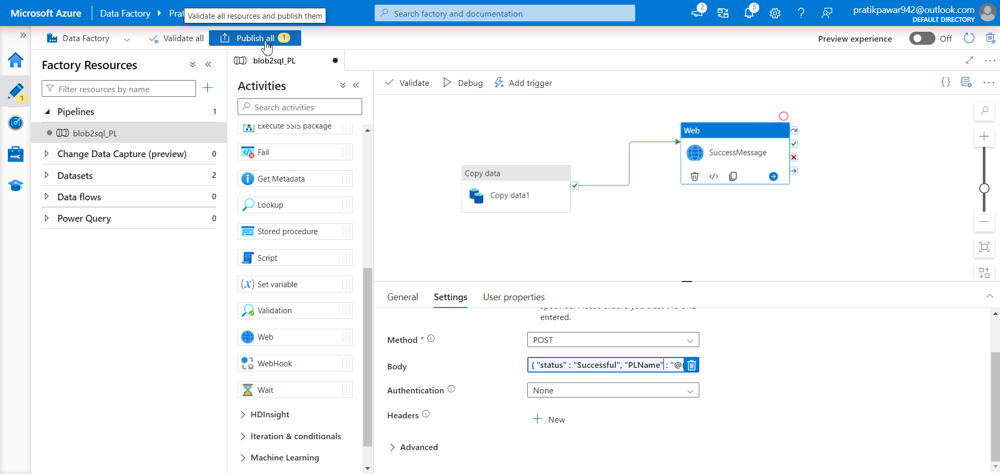 Microsoft Azure
Data Factory
Prat
Validate all resources and publish them
Search factory and documentation
2
5
pratikpawar942@outlook.com
DEFAULT DIRECTORY
Data Factory
Validate all
Publish all
1
Preview experience
Off
Factory Resources
Filter resources by name
1
Pipelines
1
blob2sql_PL
Change Data Capture (preview)
0
Datasets
2
Data flows
0
Power Query
0
blob2sql_PL
Activities
Search activities
Execute SSIS package
Fail
Get Metadata
Lookup
Stored procedure
Script
(x) Set variable
Validation
Web
WebHook
Wait
HDInsight
Iteration & conditionals
Machine Learning
Validate
Debug
Add trigger
{}
Copy data
Copy data1
Web
SuccessMessage
General
Settings
User properties
entered.
Method *
POST
Body
{ "status" : "Successful", "PLName" : "@(
Authentication
None
Headers
New
Advanced